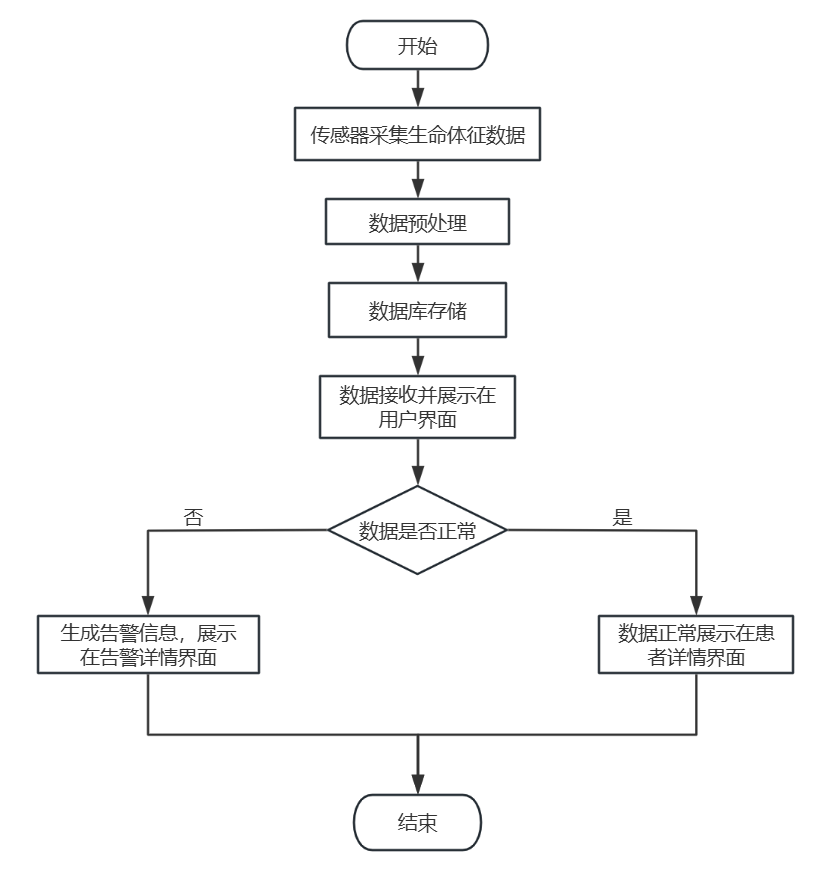 开始
传感器采集生命体征数据
数据预处理
数据库存储
数据接收并展示在
用户界面
数据是否正常
否
是
生成告警信息，展示
在告警详情界面
数据正常展示在患
者详情界面
结束